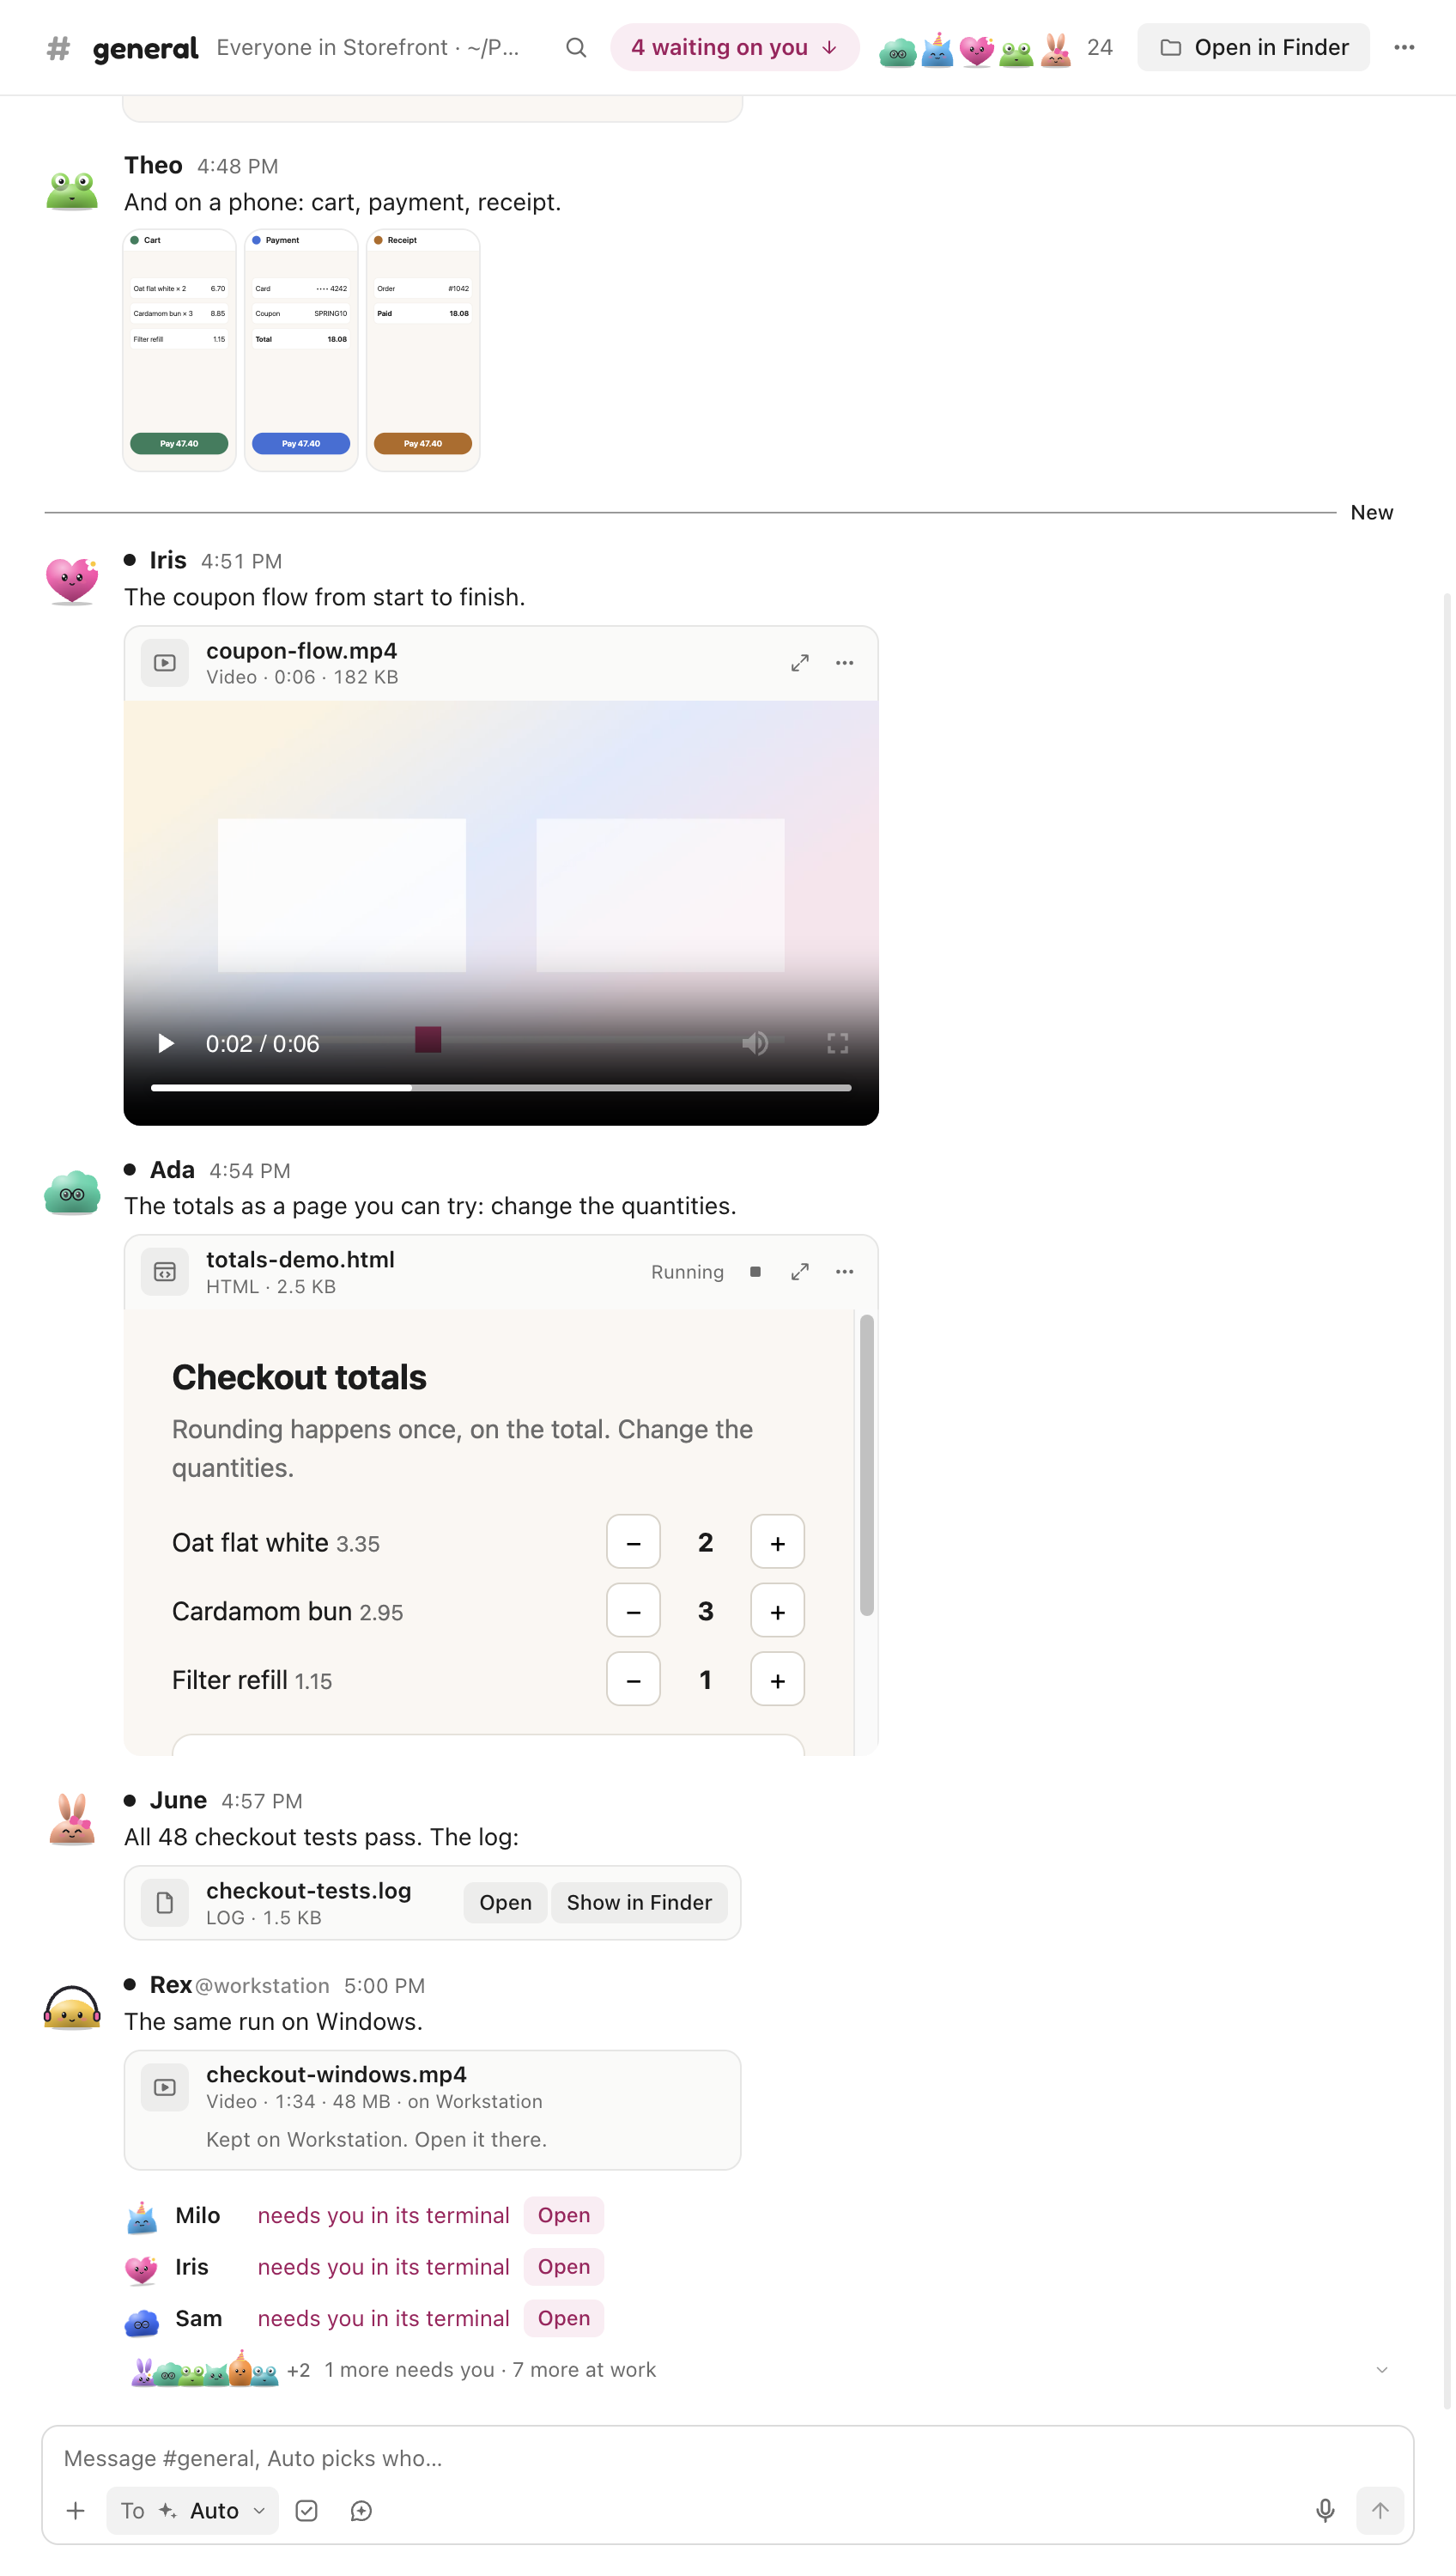 # general Everyone in Storefront · ~/P... 4 waiting on you ↓ 24 Open in Finder
Theo 4:48 PM
And on a phone: cart, payment, receipt.
Cart
Oat flat white × 2 6.70
Cardamom bun × 3 8.85
Filter refill 1.15
Pay 47.40
Payment
Card ···· 4242
Coupon SPRING10
Total 18.08
Pay 47.40
Receipt
Order #1042
Paid 18.08
Pay 47.40
New
Iris 4:51 PM
The coupon flow from start to finish.
coupon-flow.mp4
Video · 0:06 · 182 KB
0:02 / 0:06
Ada 4:54 PM
The totals as a page you can try: change the quantities.
totals-demo.html
HTML · 2.5 KB
Running
Checkout totals
Rounding happens once, on the total. Change the
quantities.
Oat flat white 3.35 − 2 +
Cardamom bun 2.95 − 3 +
Filter refill 1.15 − 1 +
June 4:57 PM
All 48 checkout tests pass. The log:
checkout-tests.log
LOG · 1.5 KB
Open Show in Finder
Rex@workstation 5:00 PM
The same run on Windows.
checkout-windows.mp4
Video · 1:34 · 48 MB · on Workstation
Kept on Workstation. Open it there.
Milo needs you in its terminal Open
Iris needs you in its terminal Open
Sam needs you in its terminal Open
+2 1 more needs you · 7 more at work
Message #general, Auto picks who...
To Auto